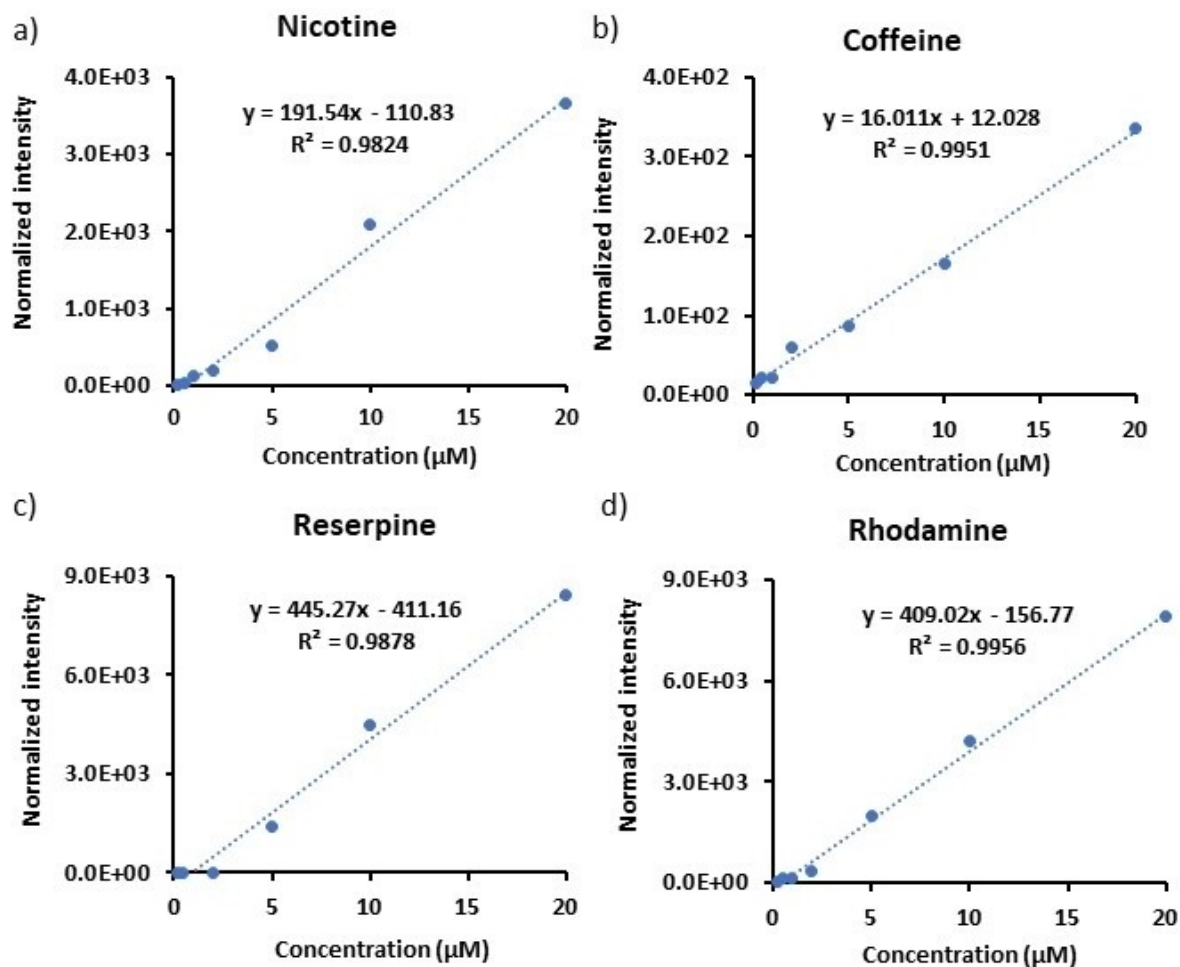 a)
Nicotine
4.0E+03
3.0E+03
2.0E+03
1.0E+03
0.0E+00
Normalized intensity
y = 191.54x - 110.83
R² = 0.9824
0 5 10 15 20
Concentration (µM)
b)
Coffeine
4.0E+02
3.0E+02
2.0E+02
1.0E+02
0.0E+00
Normalized intensity
y = 16.011x + 12.028
R² = 0.9951
0 5 10 15 20
Concentration (µM)
c)
Reserpine
9.0E+03
6.0E+03
3.0E+03
0.0E+00
Normalized intensity
y = 445.27x - 411.16
R² = 0.9878
0 5 10 15 20
Concentration (µM)
d)
Rhodamine
9.0E+03
6.0E+03
3.0E+03
0.0E+00
Normalized intensity
y = 409.02x - 156.77
R² = 0.9956
0 5 10 15 20
Concentration (µM)